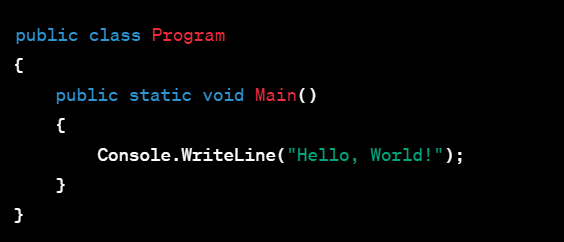 public class Program
{
    public static void Main()
    {
        Console.WriteLine("Hello, World!");
    }
}